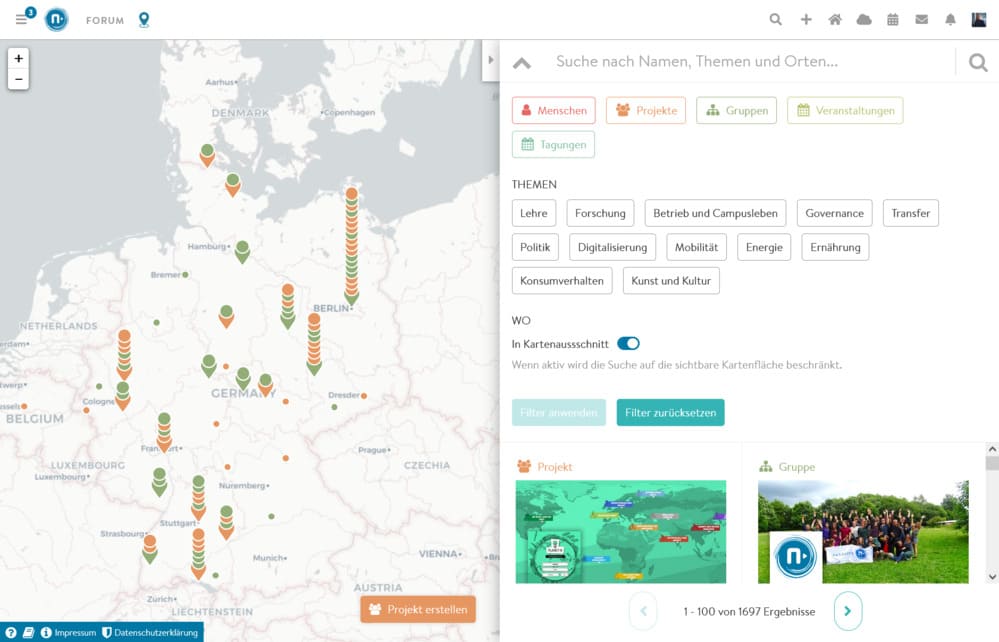 3
n
FORUM
+
−
Suche nach Namen, Themen und Orten...
Menschen
Projekte
Gruppen
Veranstaltungen
Tagungen
THEMEN
Lehre
Forschung
Betrieb und Campusleben
Governance
Transfer
Politik
Digitalisierung
Mobilität
Energie
Ernährung
Konsumverhalten
Kunst und Kultur
WO
In Kartenaussschnitt
Wenn aktiv wird die Suche auf die sichtbare Kartenfläche beschränkt.
Filter anwenden
Filter zurücksetzen
Projekt
Gruppe
n
1 - 100 von 1697 Ergebnisse
Aarhus
DENMARK
Copenhagen
Hamburg
Bremen
BERLIN
NETHERLANDS
Cologne
GERMANY
Dresden
BELGIUM
Frankfurt
Prague
LUXEMBOURG
Luxembourg
CZECHIA
Nuremberg
Stuttgart
Strasbourg
Munich
VIENNA
Zürich
AUSTRIA
LIECHTENSTEIN
Projekt erstellen
Impressum
Datenschutzerklärung